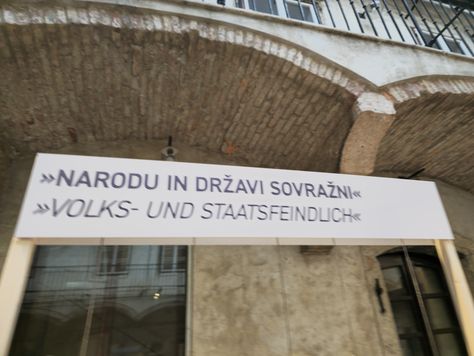 »NARODU IN DRŽAVI SOVRAŽNI«
»VOLKS- UND STAATSFEINDLICH«